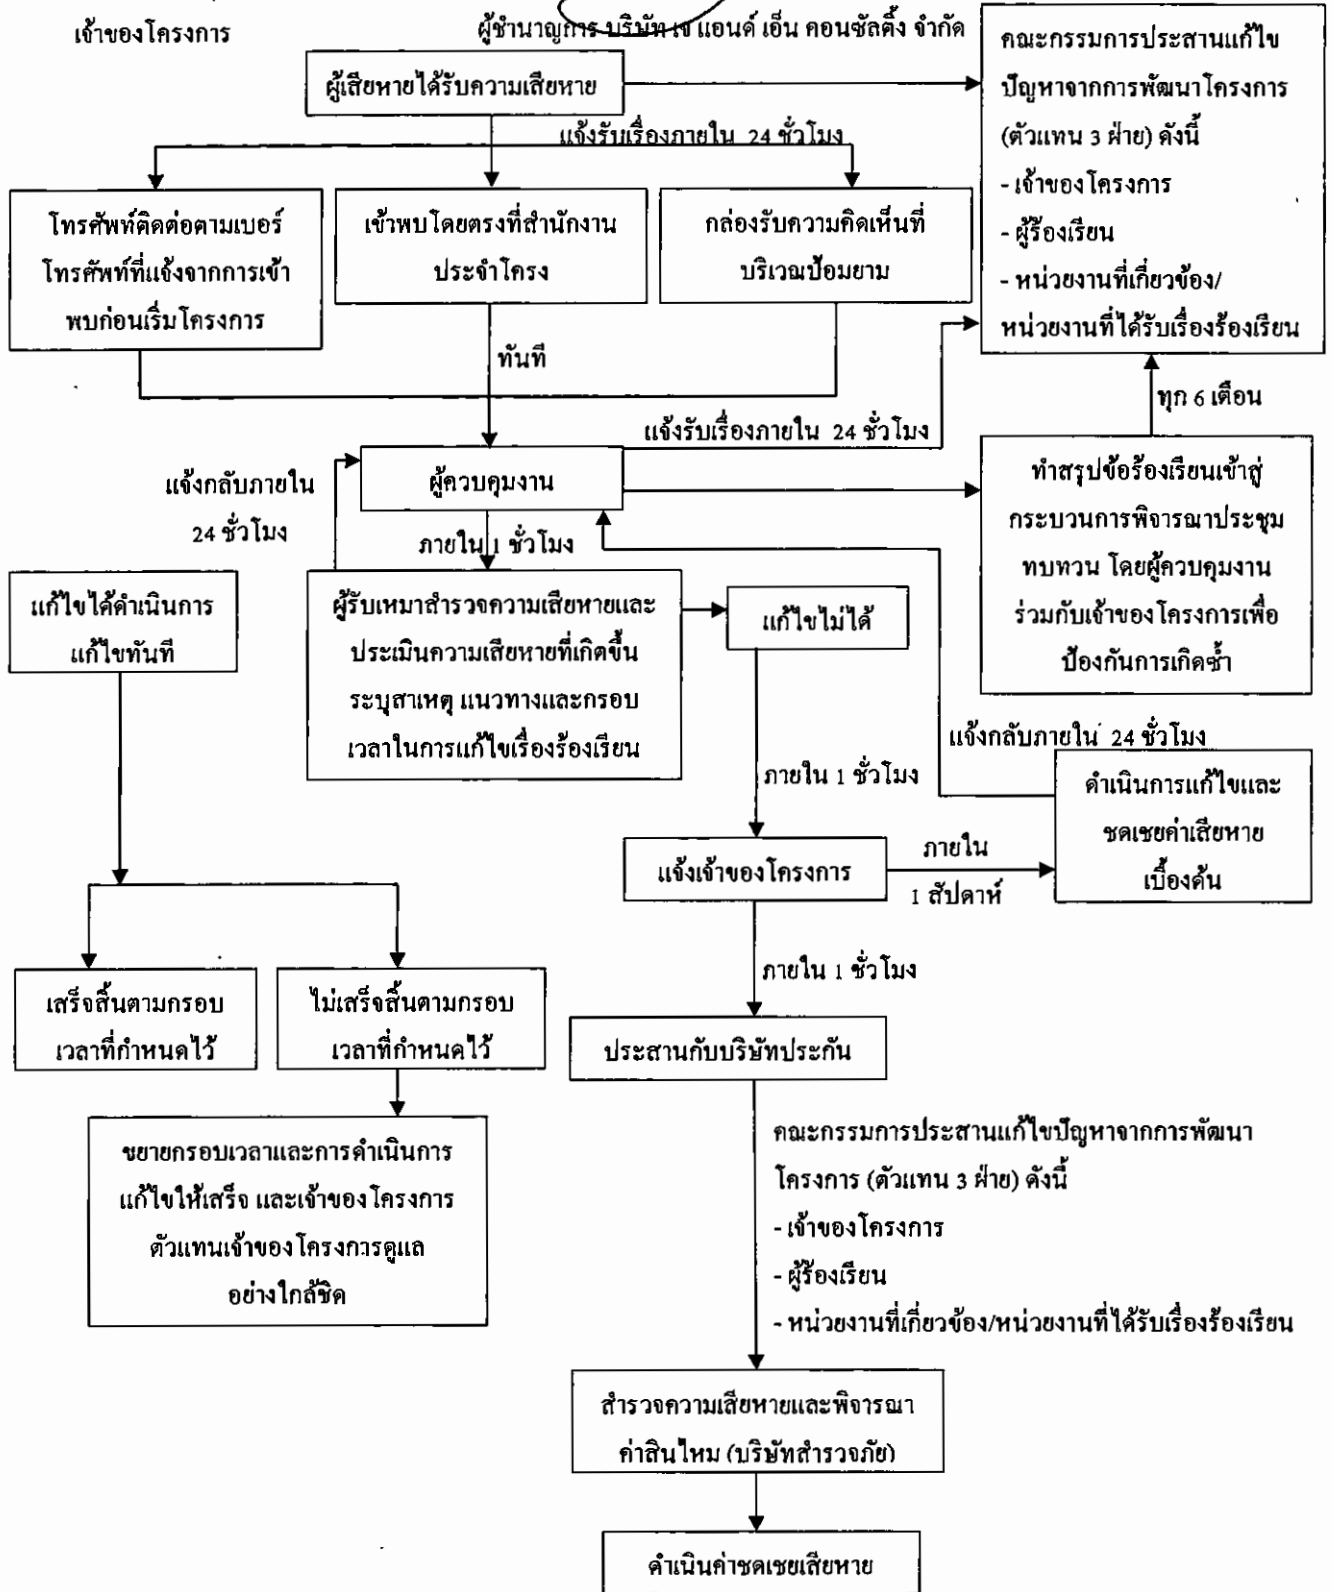 เจ้าของโครงการ
ผู้ชำนาญการ บริษัท เจ แอนด์ เอ็น คอนซัลติ้ง จำกัด
ผู้เสียหายได้รับความเสียหาย
คณะกรรมการประสานแก้ไข
ปัญหาจากการพัฒนาโครงการ
(ตัวแทน 3 ฝ่าย) ดังนี้
- เจ้าของโครงการ
- ผู้ร้องเรียน
- หน่วยงานที่เกี่ยวข้อง/
หน่วยงานที่ได้รับเรื่องร้องเรียน
แจ้งรับเรื่องภายใน 24 ชั่วโมง
โทรศัพท์ติดต่อตามเบอร์
โทรศัพท์ที่แจ้งจากการเข้า
พบก่อนเริ่มโครงการ
เข้าพบโดยตรงที่สำนักงาน
ประจำโครง
กล่องรับความคิดเห็นที่
บริเวณป้อมยาม
ทันที
ทุก 6 เดือน
แจ้งรับเรื่องภายใน 24 ชั่วโมง
แจ้งกลับภายใน
24 ชั่วโมง
ผู้ควบคุมงาน
ทำสรุปข้อร้องเรียนเข้าสู่
กระบวนการพิจารณาประชุม
ทบทวน โดยผู้ควบคุมงาน
ร่วมกับเจ้าของโครงการเพื่อ
ป้องกันการเกิดซ้ำ
ภายใน 1 ชั่วโมง
แก้ไขได้ดำเนินการ
แก้ไขทันที
ผู้รับเหมาสำรวจความเสียหายและ
ประเมินความเสียหายที่เกิดขึ้น
ระบุสาเหตุ แนวทางและกรอบ
เวลาในการแก้ไขเรื่องร้องเรียน
แก้ไขไม่ได้
แจ้งกลับภายใน 24 ชั่วโมง
ภายใน 1 ชั่วโมง
ดำเนินการแก้ไขและ
ชดเชยค่าเสียหาย
เบื้องต้น
แจ้งเจ้าของโครงการ
ภายใน
1 สัปดาห์
ภายใน 1 ชั่วโมง
เสร็จสิ้นตามกรอบ
เวลาที่กำหนดไว้
ไม่เสร็จสิ้นตามกรอบ
เวลาที่กำหนดไว้
ประสานกับบริษัทประกัน
ขยายกรอบเวลาและการดำเนินการ
แก้ไขให้เสร็จ และเจ้าของโครงการ
ตัวแทนเจ้าของโครงการดูแล
อย่างใกล้ชิด
คณะกรรมการประสานแก้ไขปัญหาจากการพัฒนา
โครงการ (ตัวแทน 3 ฝ่าย) ดังนี้
- เจ้าของโครงการ
- ผู้ร้องเรียน
- หน่วยงานที่เกี่ยวข้อง/หน่วยงานที่ได้รับเรื่องร้องเรียน
สำรวจความเสียหายและพิจารณา
ค่าสินไหม (บริษัทสำรวจภัย)
ดำเนินค่าชดเชยเสียหาย